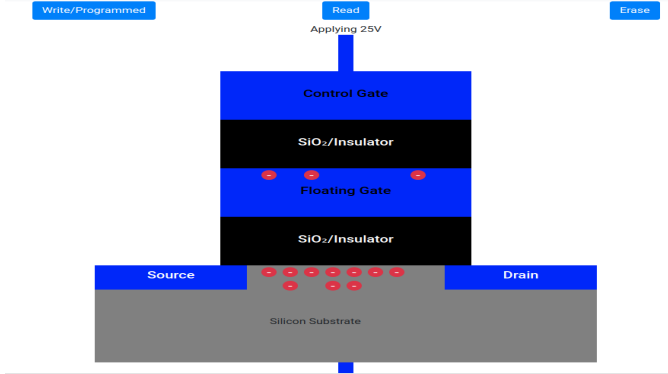 Write/Programmed
Read
Erase
Applying 25V
Control Gate
SiO₂/Insulator
Floating Gate
SiO₂/Insulator
Source
Drain
Silicon Substrate